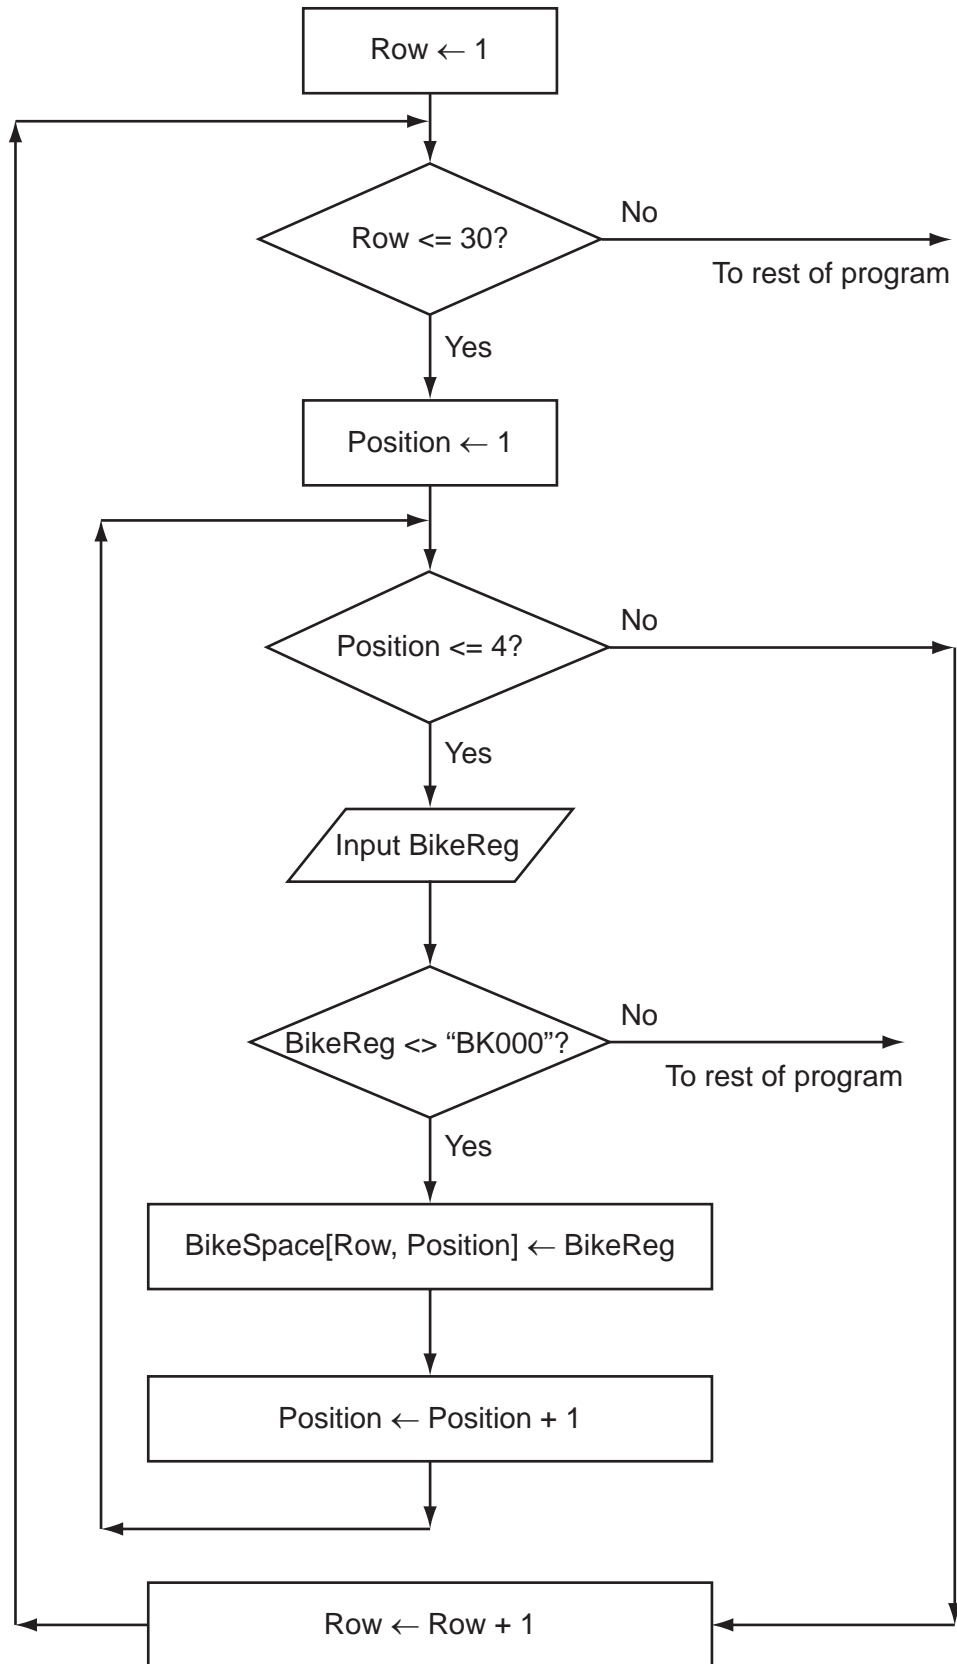 Row ← 1
Row <= 30?
No
To rest of program
Yes
Position ← 1
Position <= 4?
No
Yes
Input BikeReg
BikeReg <> “BK000”?
No
To rest of program
Yes
BikeSpace[Row, Position] ← BikeReg
Position ← Position + 1
Row ← Row + 1